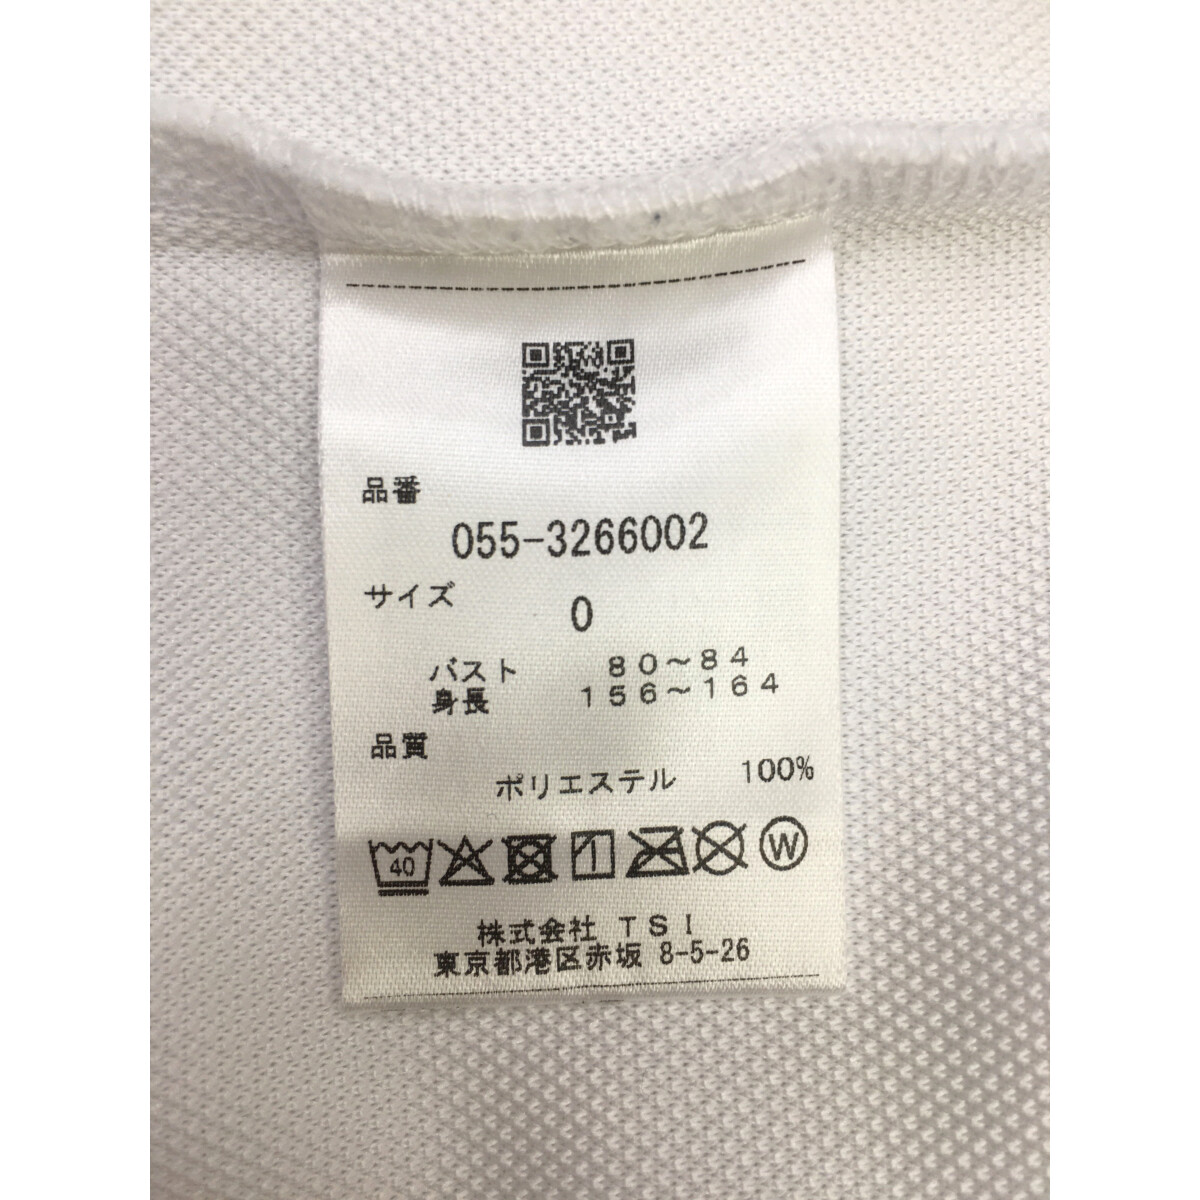 品番
055-3266002
サイズ 0
バスト 80～84
身長 156～164
品質
ポリエステル 100%
40 W
株式会社 TSI
東京都港区赤坂 8-5-26